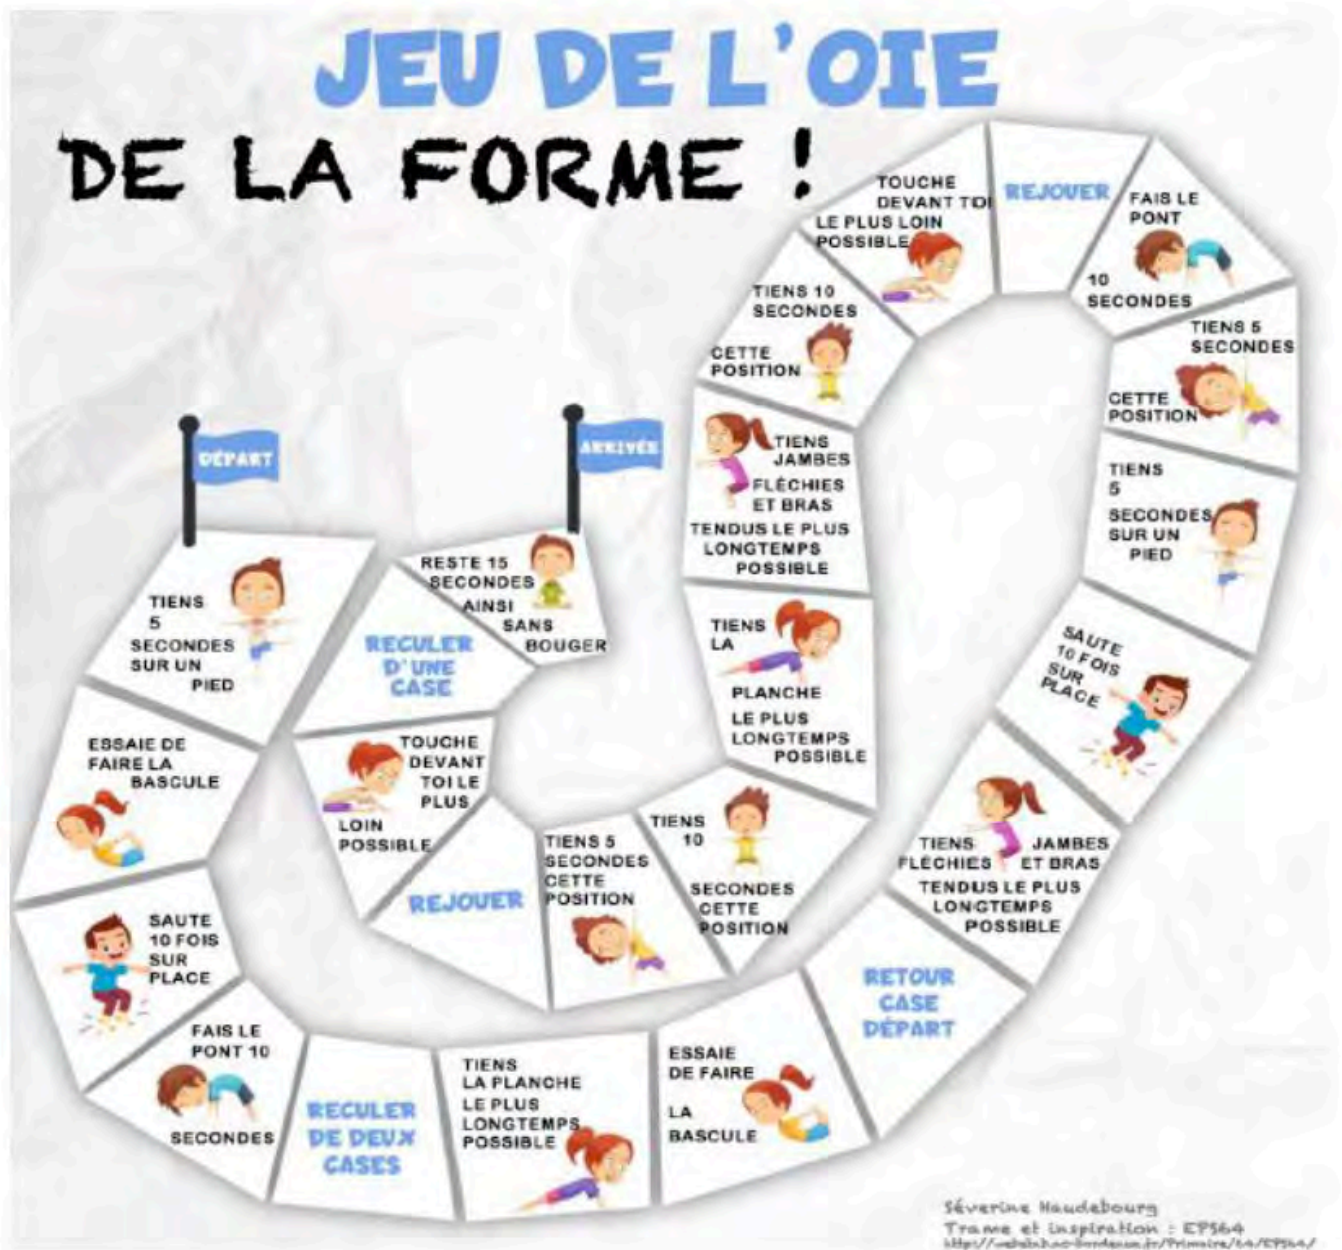 JEU DE L'OIE
DE LA FORME !
DÉPART
TIENS
5
SECONDES
SUR UN
PIED
ESSAIE DE
FAIRE LA
BASCULE
SAUTE
10 FOIS
SUR
PLACE
FAIS LE
PONT 10
SECONDES
RECULER
DE DEUX
CASES
TIENS
LA PLANCHE
LE PLUS
LONGTEMPS
POSSIBLE
ESSAIE
DE FAIRE
LA
BASCULE
RETOUR
CASE
DÉPART
TIENS JAMBES
FLÉCHIES ET BRAS
TENDUS LE PLUS
LONGTEMPS
POSSIBLE
SAUTE
10 FOIS
SUR
PLACE
TIENS
5
SECONDES
SUR UN
PIED
TIENS 5
SECONDES
CETTE
POSITION
FAIS LE
PONT
10
SECONDES
REJOUER
TOUCHE
DEVANT TOI
LE PLUS LOIN
POSSIBLE
TIENS 10
SECONDES
CETTE
POSITION
TIENS
JAMBES
FLÉCHIES
ET BRAS
TENDUS LE PLUS
LONGTEMPS
POSSIBLE
TIENS
LA
PLANCHE
LE PLUS
LONGTEMPS
POSSIBLE
TIENS
10
SECONDES
CETTE
POSITION
TIENS 5
SECONDES
CETTE
POSITION
REJOUER
TOUCHE
DEVANT
TOI LE
PLUS
LOIN
POSSIBLE
RECULER
D'UNE
CASE
RESTE 15
SECONDES
AINSI
SANS
BOUGER
ARRIVÉE
Séverine Haudebourg
Trame et inspiration : EPS64